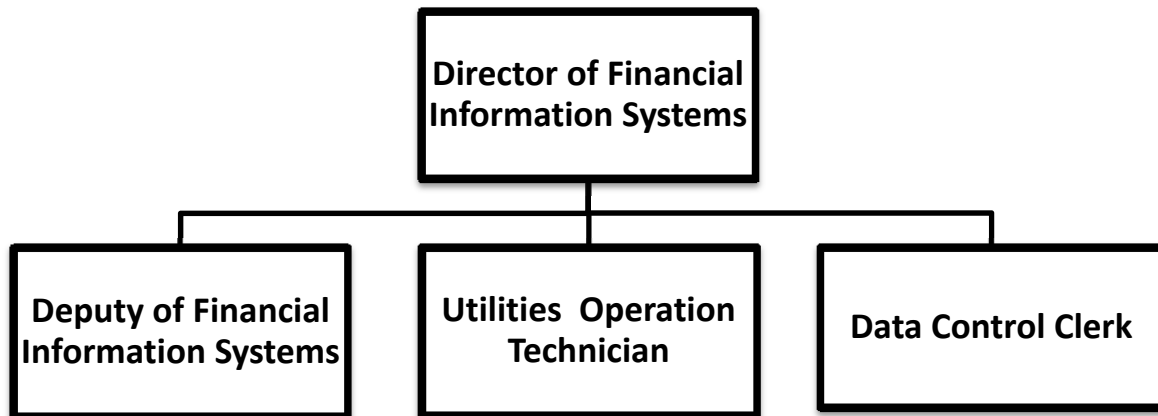 Director of Financial
Information Systems
Deputy of Financial
Information Systems
Utilities  Operation
Technician
Data Control Clerk